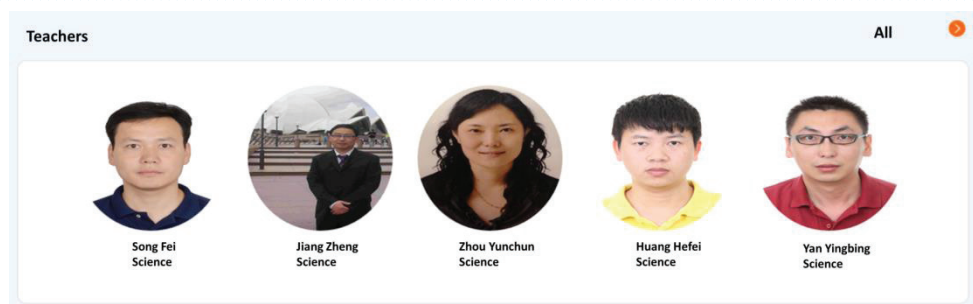 Teachers
All
Song Fei
Science
Jiang Zheng
Science
Zhou Yunchun
Science
Huang Hefei
Science
Yan Yingbing
Science